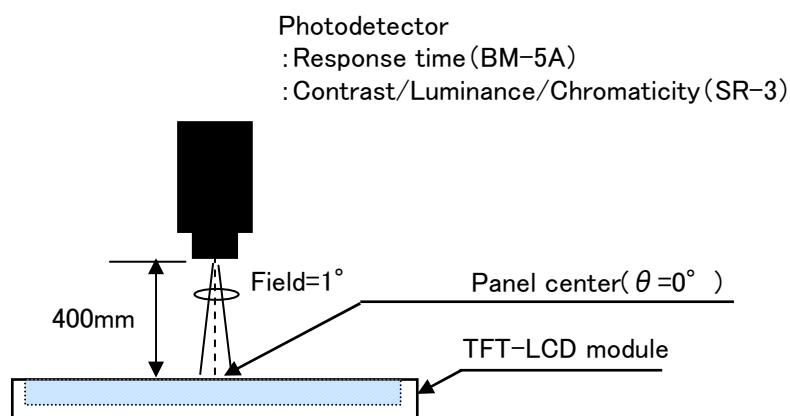 Photodetector
:Response time(BM-5A)
:Contrast/Luminance/Chromaticity(SR-3)
Field=1°
Panel center(θ=0° )
400mm
TFT-LCD module